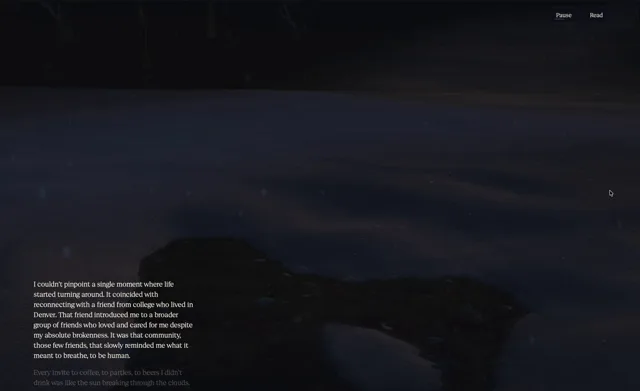 Pause Read
I couldn't pinpoint a single moment where life
started turning around. It coincided with
reconnecting with a friend from college who lived in
Denver. That friend introduced me to a broader
group of friends who loved and cared for me despite
my absolute brokenness. It was that community,
those few friends, that slowly reminded me what it
meant to breathe, to be human.
Every invite to coffee, to parties, to beers I didn't
drink was like the sun breaking through the clouds.